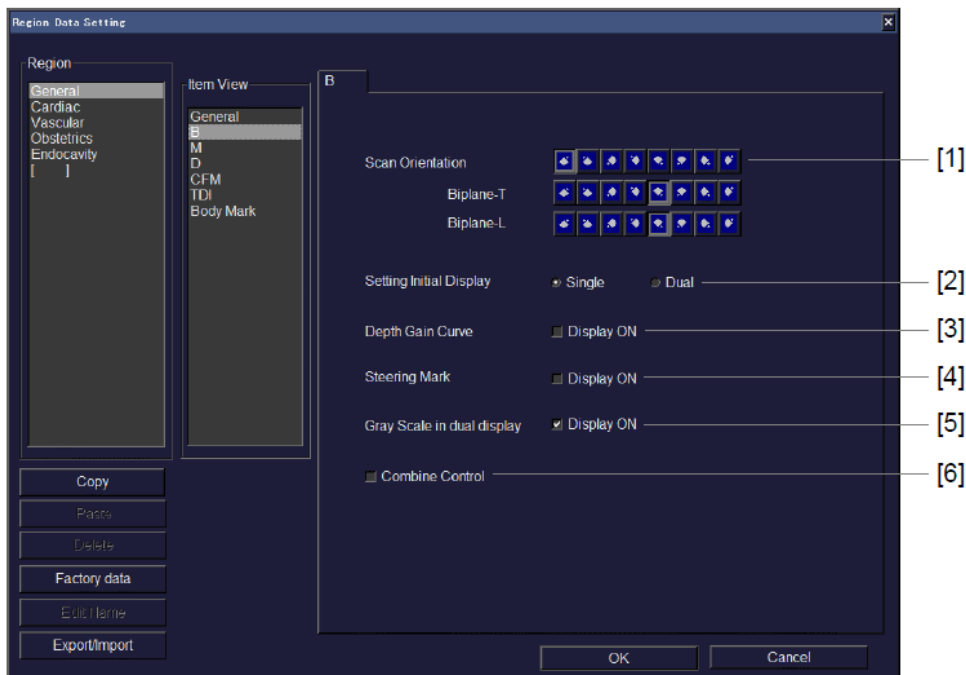 Region Data Setting
Region
General
Cardiac
Vascular
Obstetrics
Endocavity
[ ]
Copy
Paste
Delete
Factory data
Edit Name
Export/Import
Item View
General
B
M
D
CFM
TDI
Body Mark
B
Scan Orientation [1]
Biplane-T
Biplane-L
Setting Initial Display Single Dual [2]
Depth Gain Curve Display ON [3]
Steering Mark Display ON [4]
Gray Scale in dual display Display ON [5]
Combine Control [6]
OK Cancel